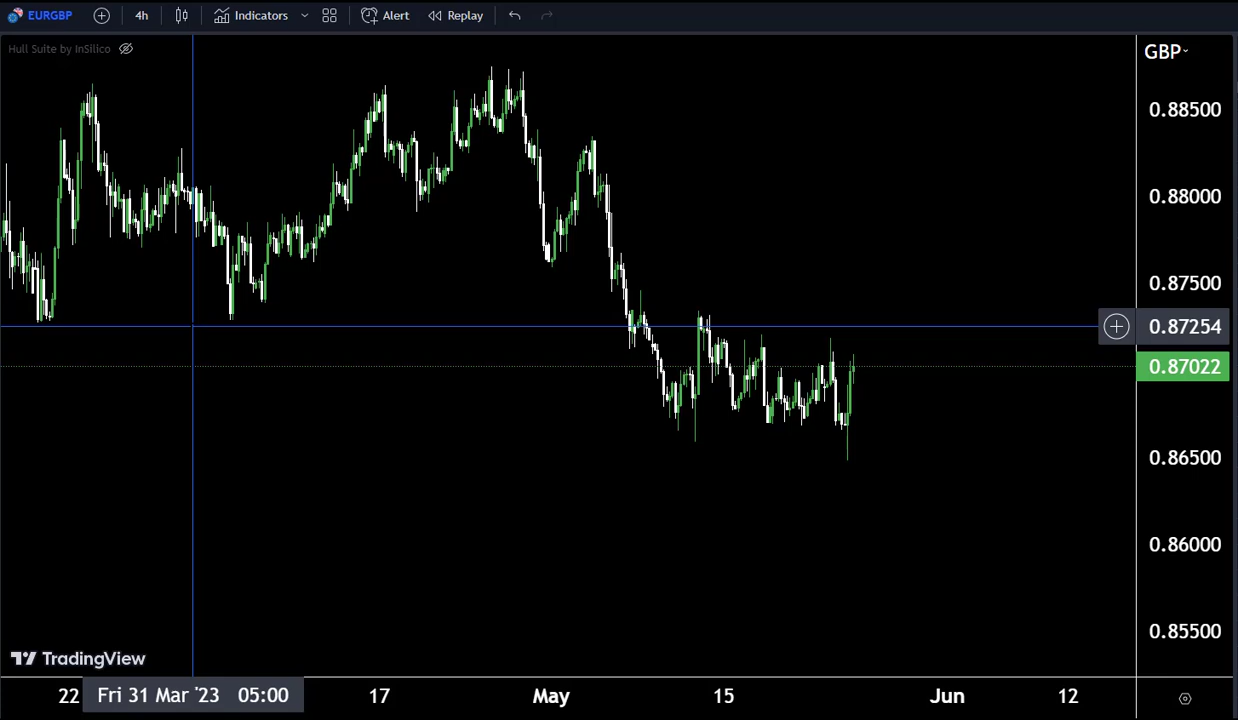 EURGBP 4h Indicators Alert Replay
Hull Suite by InSilico
GBP
0.88500
0.88000
0.87500
0.87254
0.87022
0.86500
0.86000
0.85500
TradingView
22 Fri 31 Mar '23 05:00 17 May 15 Jun 12